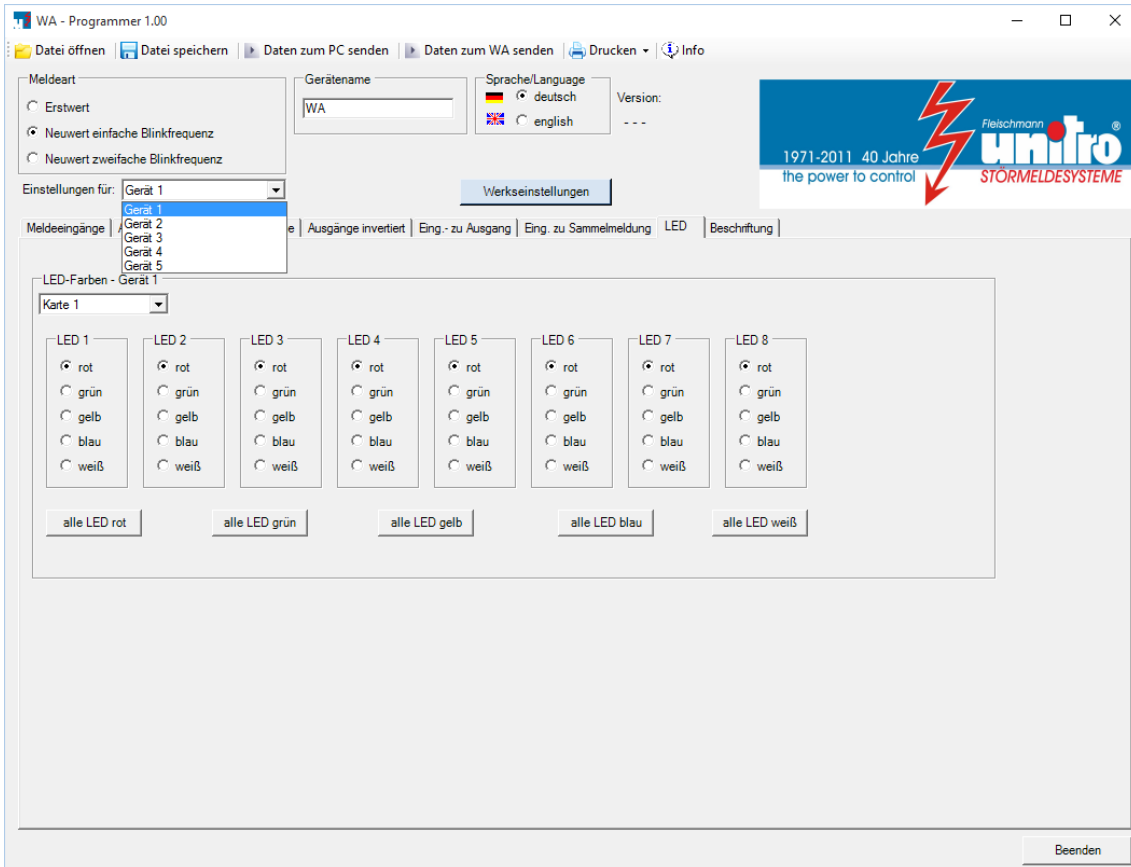 WA - Programmer 1.00
Datei öffnen Datei speichern Daten zum PC senden Daten zum WA senden Drucken Info
Meldeart
Erstwert
Neuwert einfache Blinkfrequenz
Neuwert zweifache Blinkfrequenz
Gerätename
WA
Sprache/Language
deutsch
english
Version:
- - -
Fleischmann
unitro ®
STÖRMELDESYSTEME
1971-2011 40 Jahre
the power to control
Einstellungen für: Gerät 1
Gerät 1
Gerät 2
Gerät 3
Gerät 4
Gerät 5
Werkseinstellungen
Meldeeingänge Ausgänge invertiert Eing.- zu Ausgang Eing. zu Sammelmeldung LED Beschriftung
LED-Farben - Gerät 1
Karte 1
LED 1 LED 2 LED 3 LED 4 LED 5 LED 6 LED 7 LED 8
rot rot rot rot rot rot rot rot
grün grün grün grün grün grün grün grün
gelb gelb gelb gelb gelb gelb gelb gelb
blau blau blau blau blau blau blau blau
weiß weiß weiß weiß weiß weiß weiß weiß
alle LED rot alle LED grün alle LED gelb alle LED blau alle LED weiß
Beenden